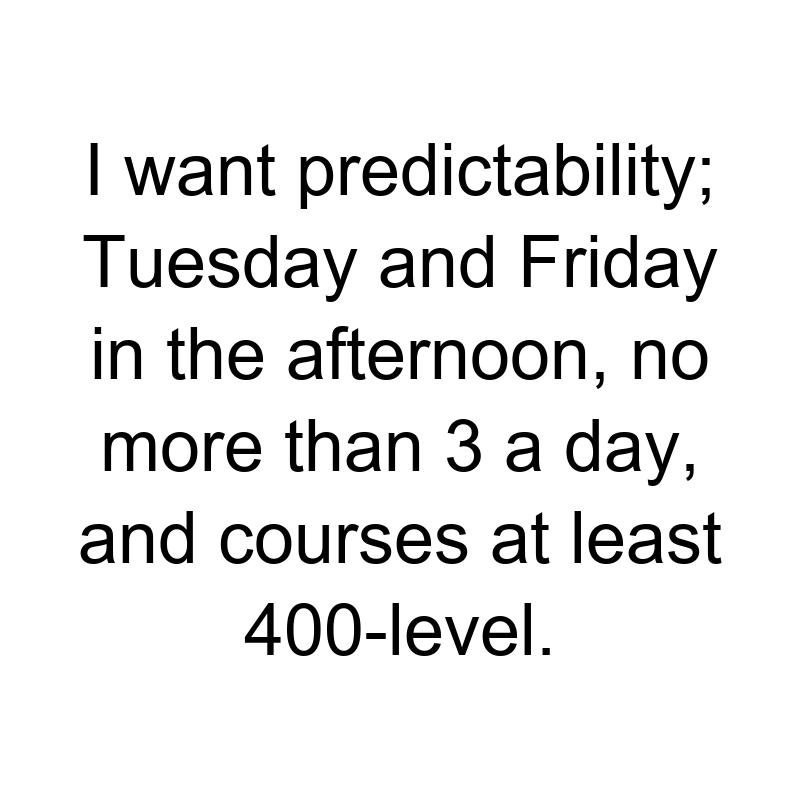 I want predictability;
Tuesday and Friday
in the afternoon, no
more than 3 a day,
and courses at least
400-level.